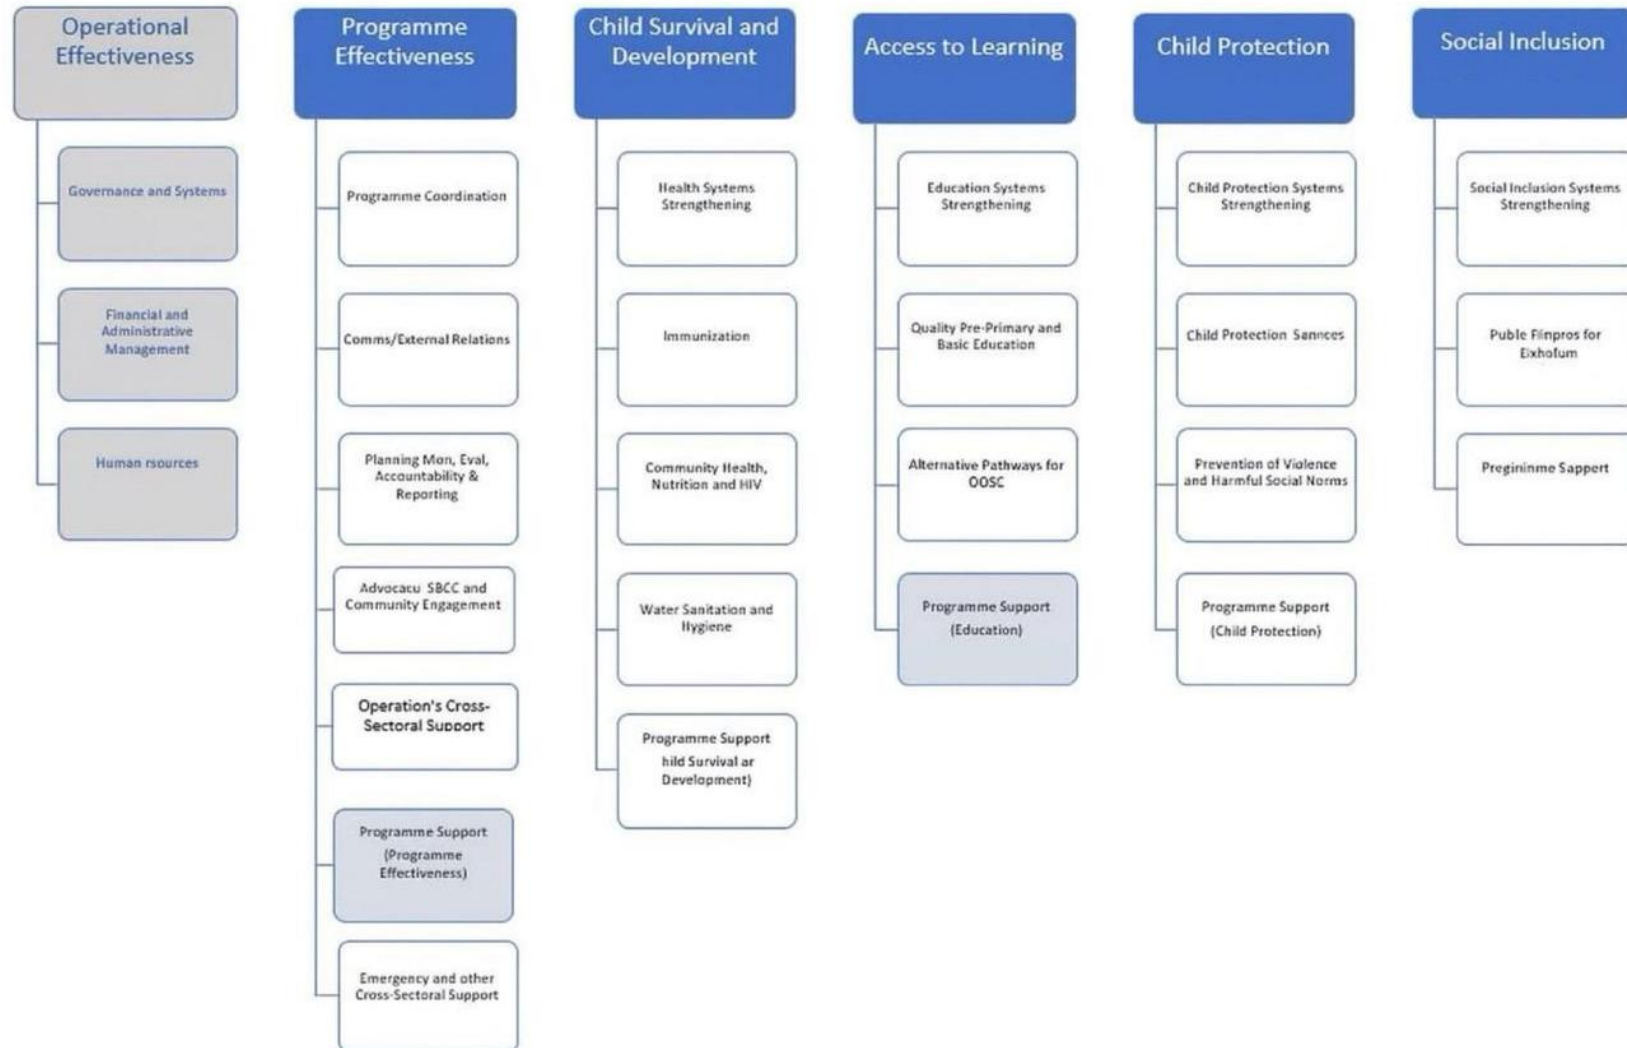 Operational
Effectiveness
Governance and Systems
Financial and
Administrative
Management
Human rsources
Programme
Effectiveness
Programme Coordination
Comms/External Relations
Planning Mon, Eval,
Accountability &
Reporting
Advocacu SBCC and
Community Engagement
Operation's Cross-
Sectoral Support
Programme Support
(Programme
Effectiveness)
Emergency and other
Cross-Sectoral Support
Child Survival and
Development
Health Systems
Strengthening
Immunization
Community Health,
Nutrition and HIV
Water Sanitation and
Hygiene
Programme Support
hild Survival ar
Development)
Access to Learning
Education Systems
Strengthening
Quality Pre-Primary and
Basic Education
Alternative Pathways for
OOSC
Programme Support
(Education)
Child Protection
Child Protection Systems
Strengthening
Child Protection Sannces
Prevention of Violence
and Harmful Social Norms
Programme Support
(Child Protection)
Social Inclusion
Social Inclusion Systems
Strengthening
Puble Flinpros for
Eixhofum
Pregininme Sappert